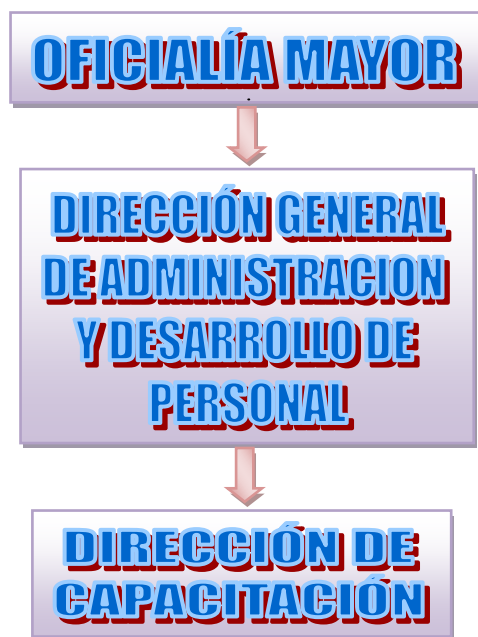 OFICIALÍA MAYOR
.
DIRECCIÓN GENERAL
DE ADMINISTRACION
Y DESARROLLO DE
PERSONAL
DIRECCIÓN DE
CAPACITACIÓN